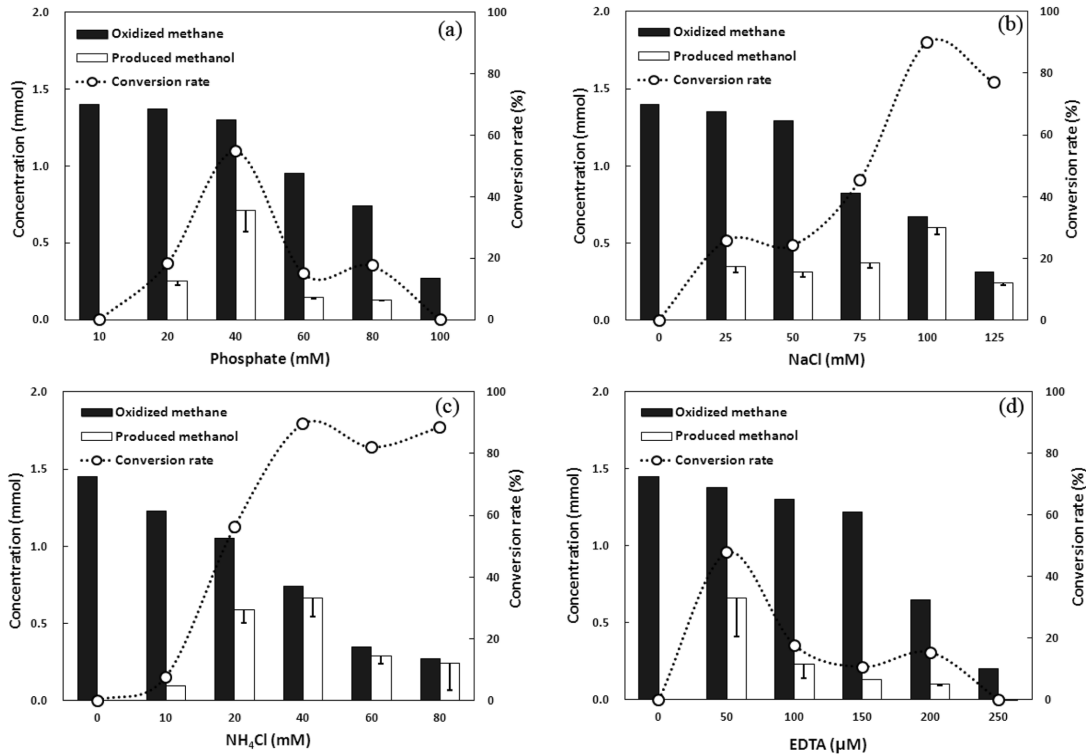 (a)
Oxidized methane
Produced methanol
Conversion rate
Concentration (mmol)
2.0
1.5
1.0
0.5
0.0
Conversion rate (%)
100
80
60
40
20
0
10 20 40 60 80 100
Phosphate (mM)
(b)
Oxidized methane
Produced methanol
Conversion rate
Concentration (mmol)
2.0
1.5
1.0
0.5
0.0
Conversion rate (%)
100
80
60
40
20
0
0 25 50 75 100 125
NaCl (mM)
(c)
Oxidized methane
Produced methanol
Conversion rate
Concentration (mmol)
2.0
1.5
1.0
0.5
0.0
Conversion rate (%)
100
80
60
40
20
0
0 10 20 40 60 80
NH₄Cl (mM)
(d)
Oxidized methane
Produced methanol
Conversion rate
Concentration (mmol)
2.0
1.5
1.0
0.5
0.0
Conversion rate (%)
100
80
60
40
20
0
0 50 100 150 200 250
EDTA (μM)